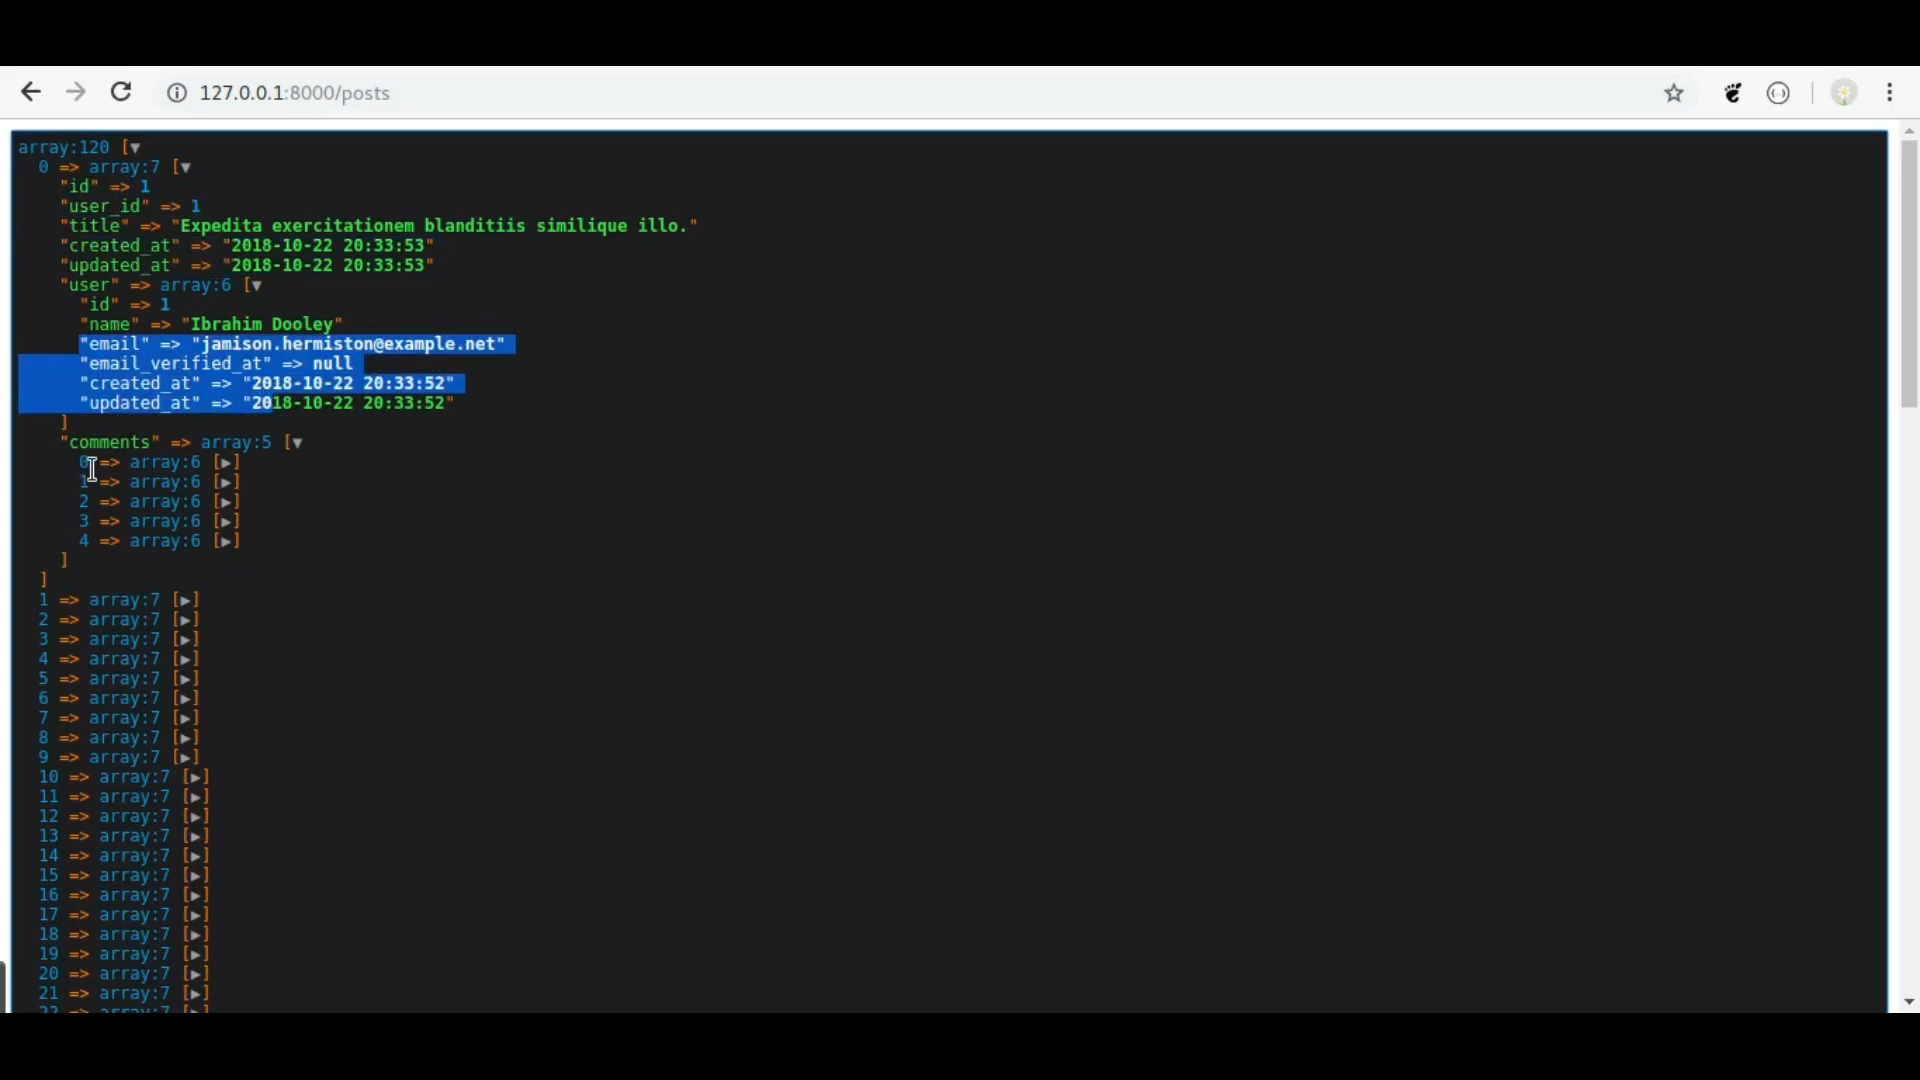 127.0.0.1:8000/posts
array:120 [▼
0 => array:7 [▼
"id" => 1
"user_id" => 1
"title" => "Expedita exercitationem blanditiis similique illo."
"created_at" => "2018-10-22 20:33:53"
"updated_at" => "2018-10-22 20:33:53"
"user" => array:6 [▼
"id" => 1
"name" => "Ibrahim Dooley"
"email" => "jamison.hermiston@example.net"
"email_verified_at" => null
"created_at" => "2018-10-22 20:33:52"
"updated_at" => "2018-10-22 20:33:52"
]
"comments" => array:5 [▼
0 => array:6 [▶]
1 => array:6 [▶]
2 => array:6 [▶]
3 => array:6 [▶]
4 => array:6 [▶]
]
]
1 => array:7 [▶]
2 => array:7 [▶]
3 => array:7 [▶]
4 => array:7 [▶]
5 => array:7 [▶]
6 => array:7 [▶]
7 => array:7 [▶]
8 => array:7 [▶]
9 => array:7 [▶]
10 => array:7 [▶]
11 => array:7 [▶]
12 => array:7 [▶]
13 => array:7 [▶]
14 => array:7 [▶]
15 => array:7 [▶]
16 => array:7 [▶]
17 => array:7 [▶]
18 => array:7 [▶]
19 => array:7 [▶]
20 => array:7 [▶]
21 => array:7 [▶]
22 => array:7 [▶]